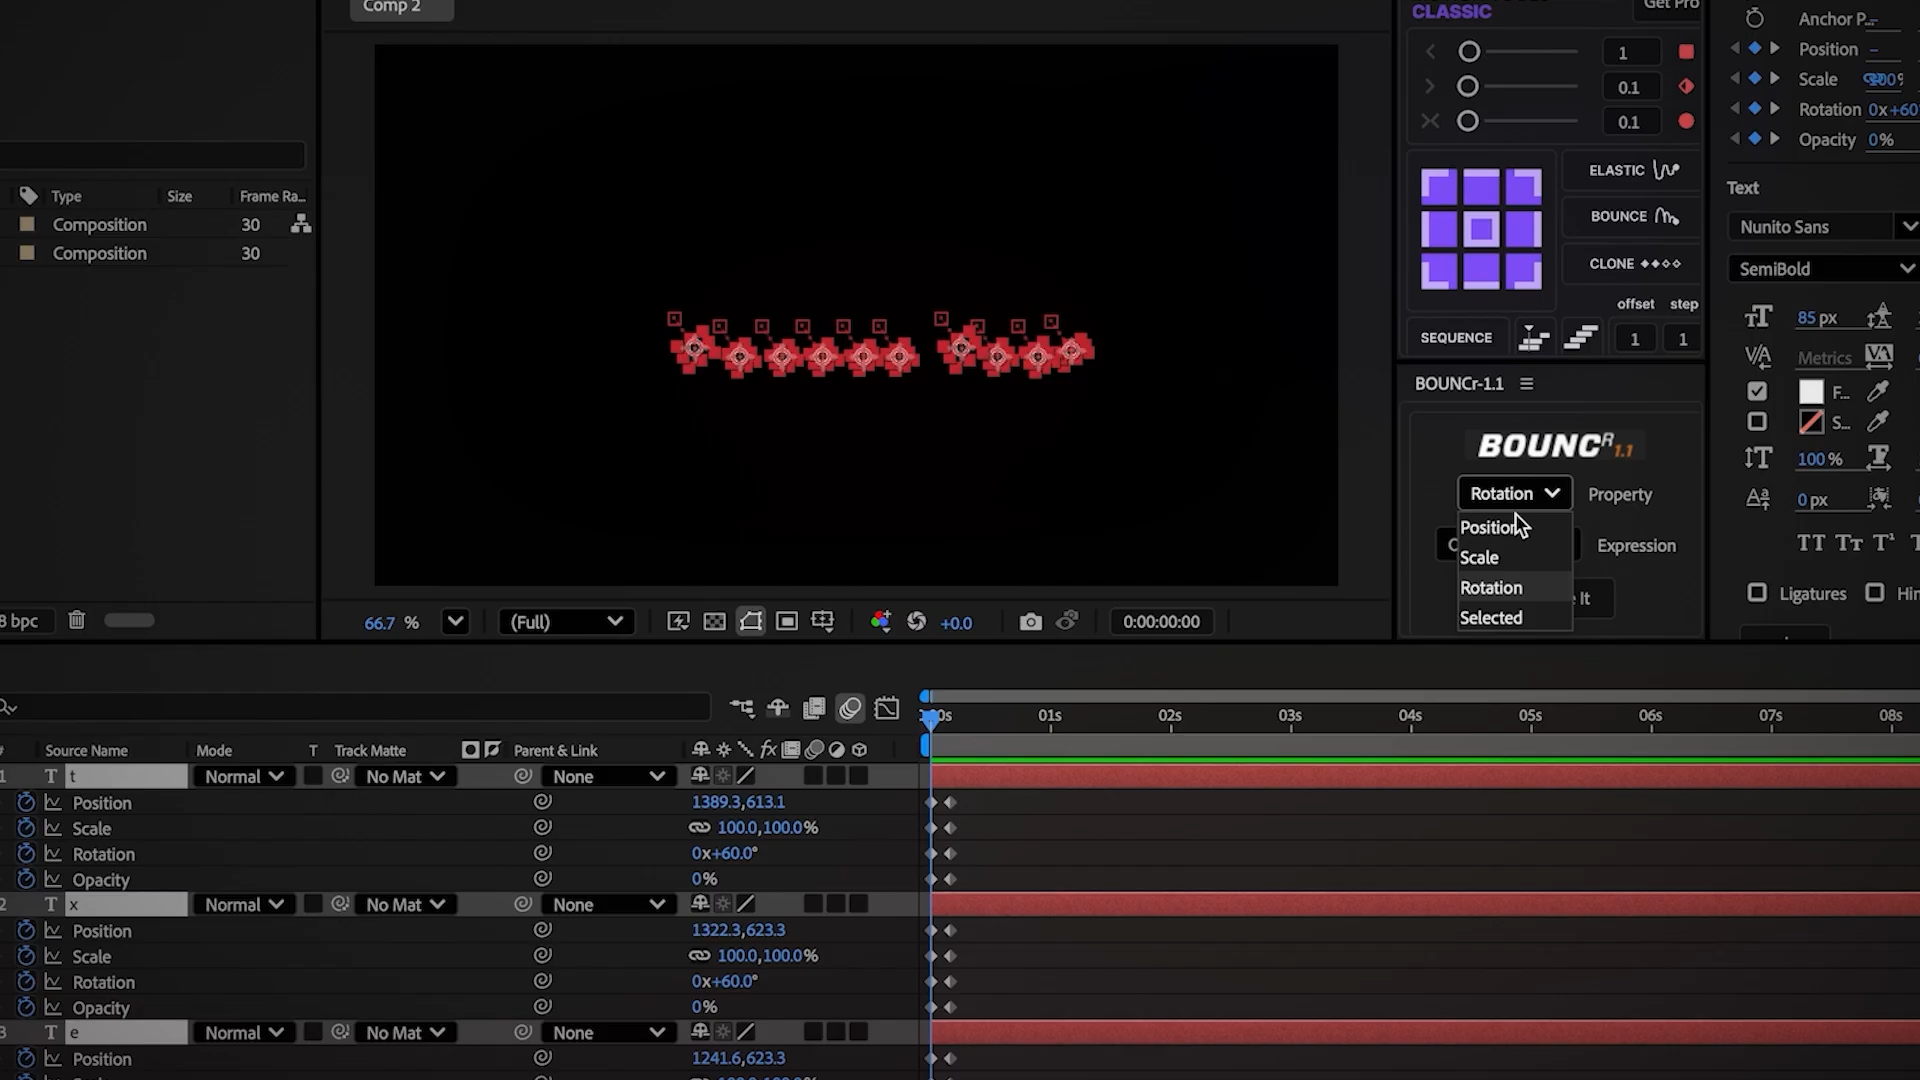 Comp 2
Type Size Frame Ra...
Composition 30
Composition 30
8 bpc
66.7 %
(Full)
+0.0
0:00:00:00
CLASSIC
Get Pro
1
0.1
0.1
ELASTIC
BOUNCE
CLONE
offset step
SEQUENCE
1 1
BOUNCr-1.1
BOUNCR 1.1
Rotation Property
Position
Scale
Rotation
Selected
Expression
It
Anchor P...
Position
Scale
Rotation 0x+60
Opacity 0%
Text
Nunito Sans
SemiBold
85 px
Metrics
F...
S...
100 %
0 px
Ligatures Hin
00s 01s 02s 03s 04s 05s 06s 07s 08s
# Source Name Mode T Track Matte Parent & Link fx
1 T t Normal No Mat None
Position 1389.3,613.1
Scale 100.0,100.0%
Rotation 0x+60.0°
Opacity 0%
2 T x Normal No Mat None
Position 1322.3,623.3
Scale 100.0,100.0%
Rotation 0x+60.0°
Opacity 0%
3 T e Normal No Mat None
Position 1241.6,623.3